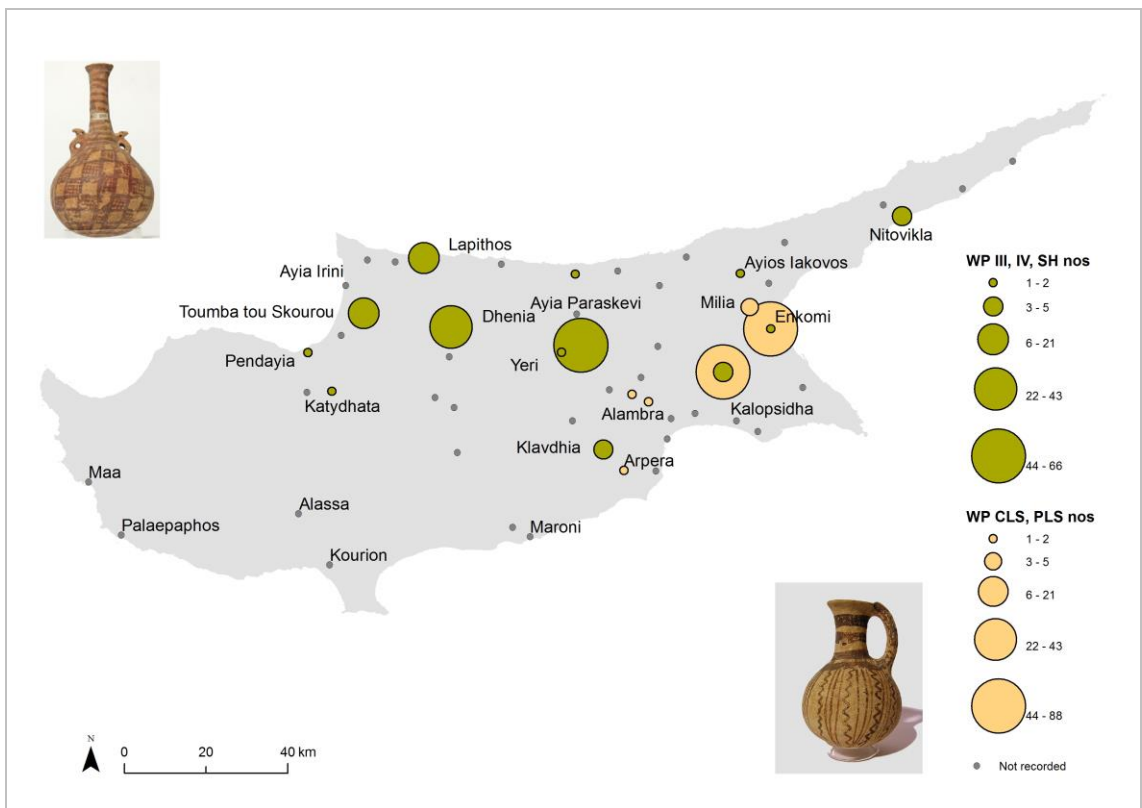 Lapithos
Nitovikla
Ayia Irini
Ayios Iakovos
Toumba tou Skourou
Dhenia
Ayia Paraskevi
Milia
Enkomi
Pendayia
Yeri
Katydhata
Alambra
Kalopsidha
Klavdhia
Arpera
Maa
Alassa
Palaepaphos
Maroni
Kourion
WP III, IV, SH nos
1 - 2
3 - 5
6 - 21
22 - 43
44 - 66
WP CLS, PLS nos
1 - 2
3 - 5
6 - 21
22 - 43
44 - 88
Not recorded
N
0 20 40 km